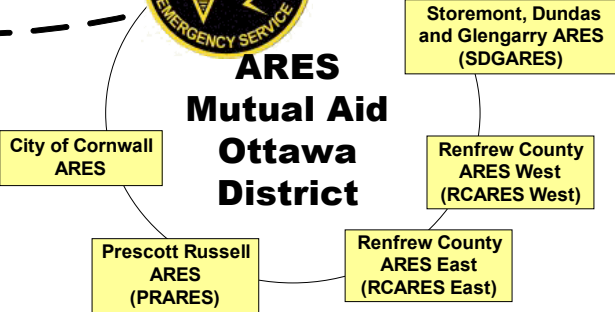 EMERGENCY SERVICE
Storemont, Dundas
and Glengarry ARES
(SDGARES)
ARES
Mutual Aid
Ottawa
District
City of Cornwall
ARES
Renfrew County
ARES West
(RCARES West)
Prescott Russell
ARES
(PRARES)
Renfrew County
ARES East
(RCARES East)